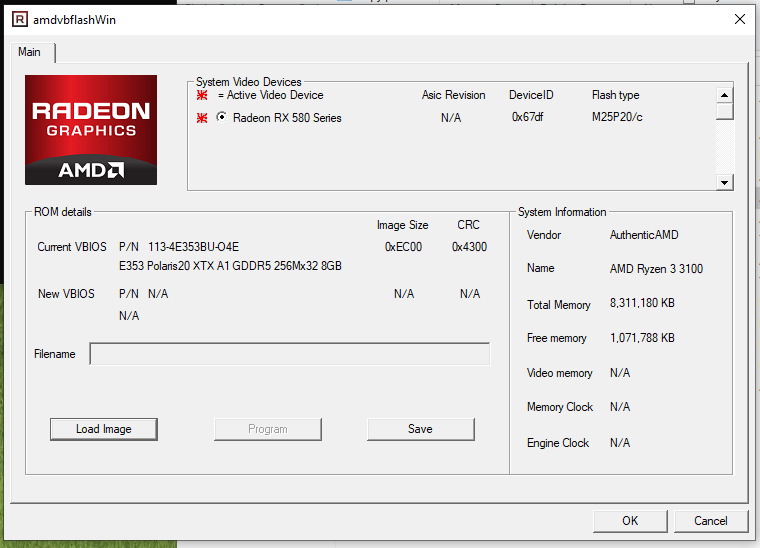 amdvbflashWin
Main
RADEON
GRAPHICS
AMD
System Video Devices
= Active Video Device Asic Revision DeviceID Flash type
Radeon RX 580 Series N/A 0x67df M25P20/c
ROM details
Image Size CRC
Current VBIOS P/N 113-4E353BU-O4E 0xEC00 0x4300
E353 Polaris20 XTX A1 GDDR5 256Mx32 8GB
New VBIOS P/N N/A N/A N/A
N/A
Filename
Load Image Program Save
System Information
Vendor AuthenticAMD
Name AMD Ryzen 3 3100
Total Memory 8,311,180 KB
Free memory 1,071,788 KB
Video memory N/A
Memory Clock N/A
Engine Clock N/A
OK Cancel